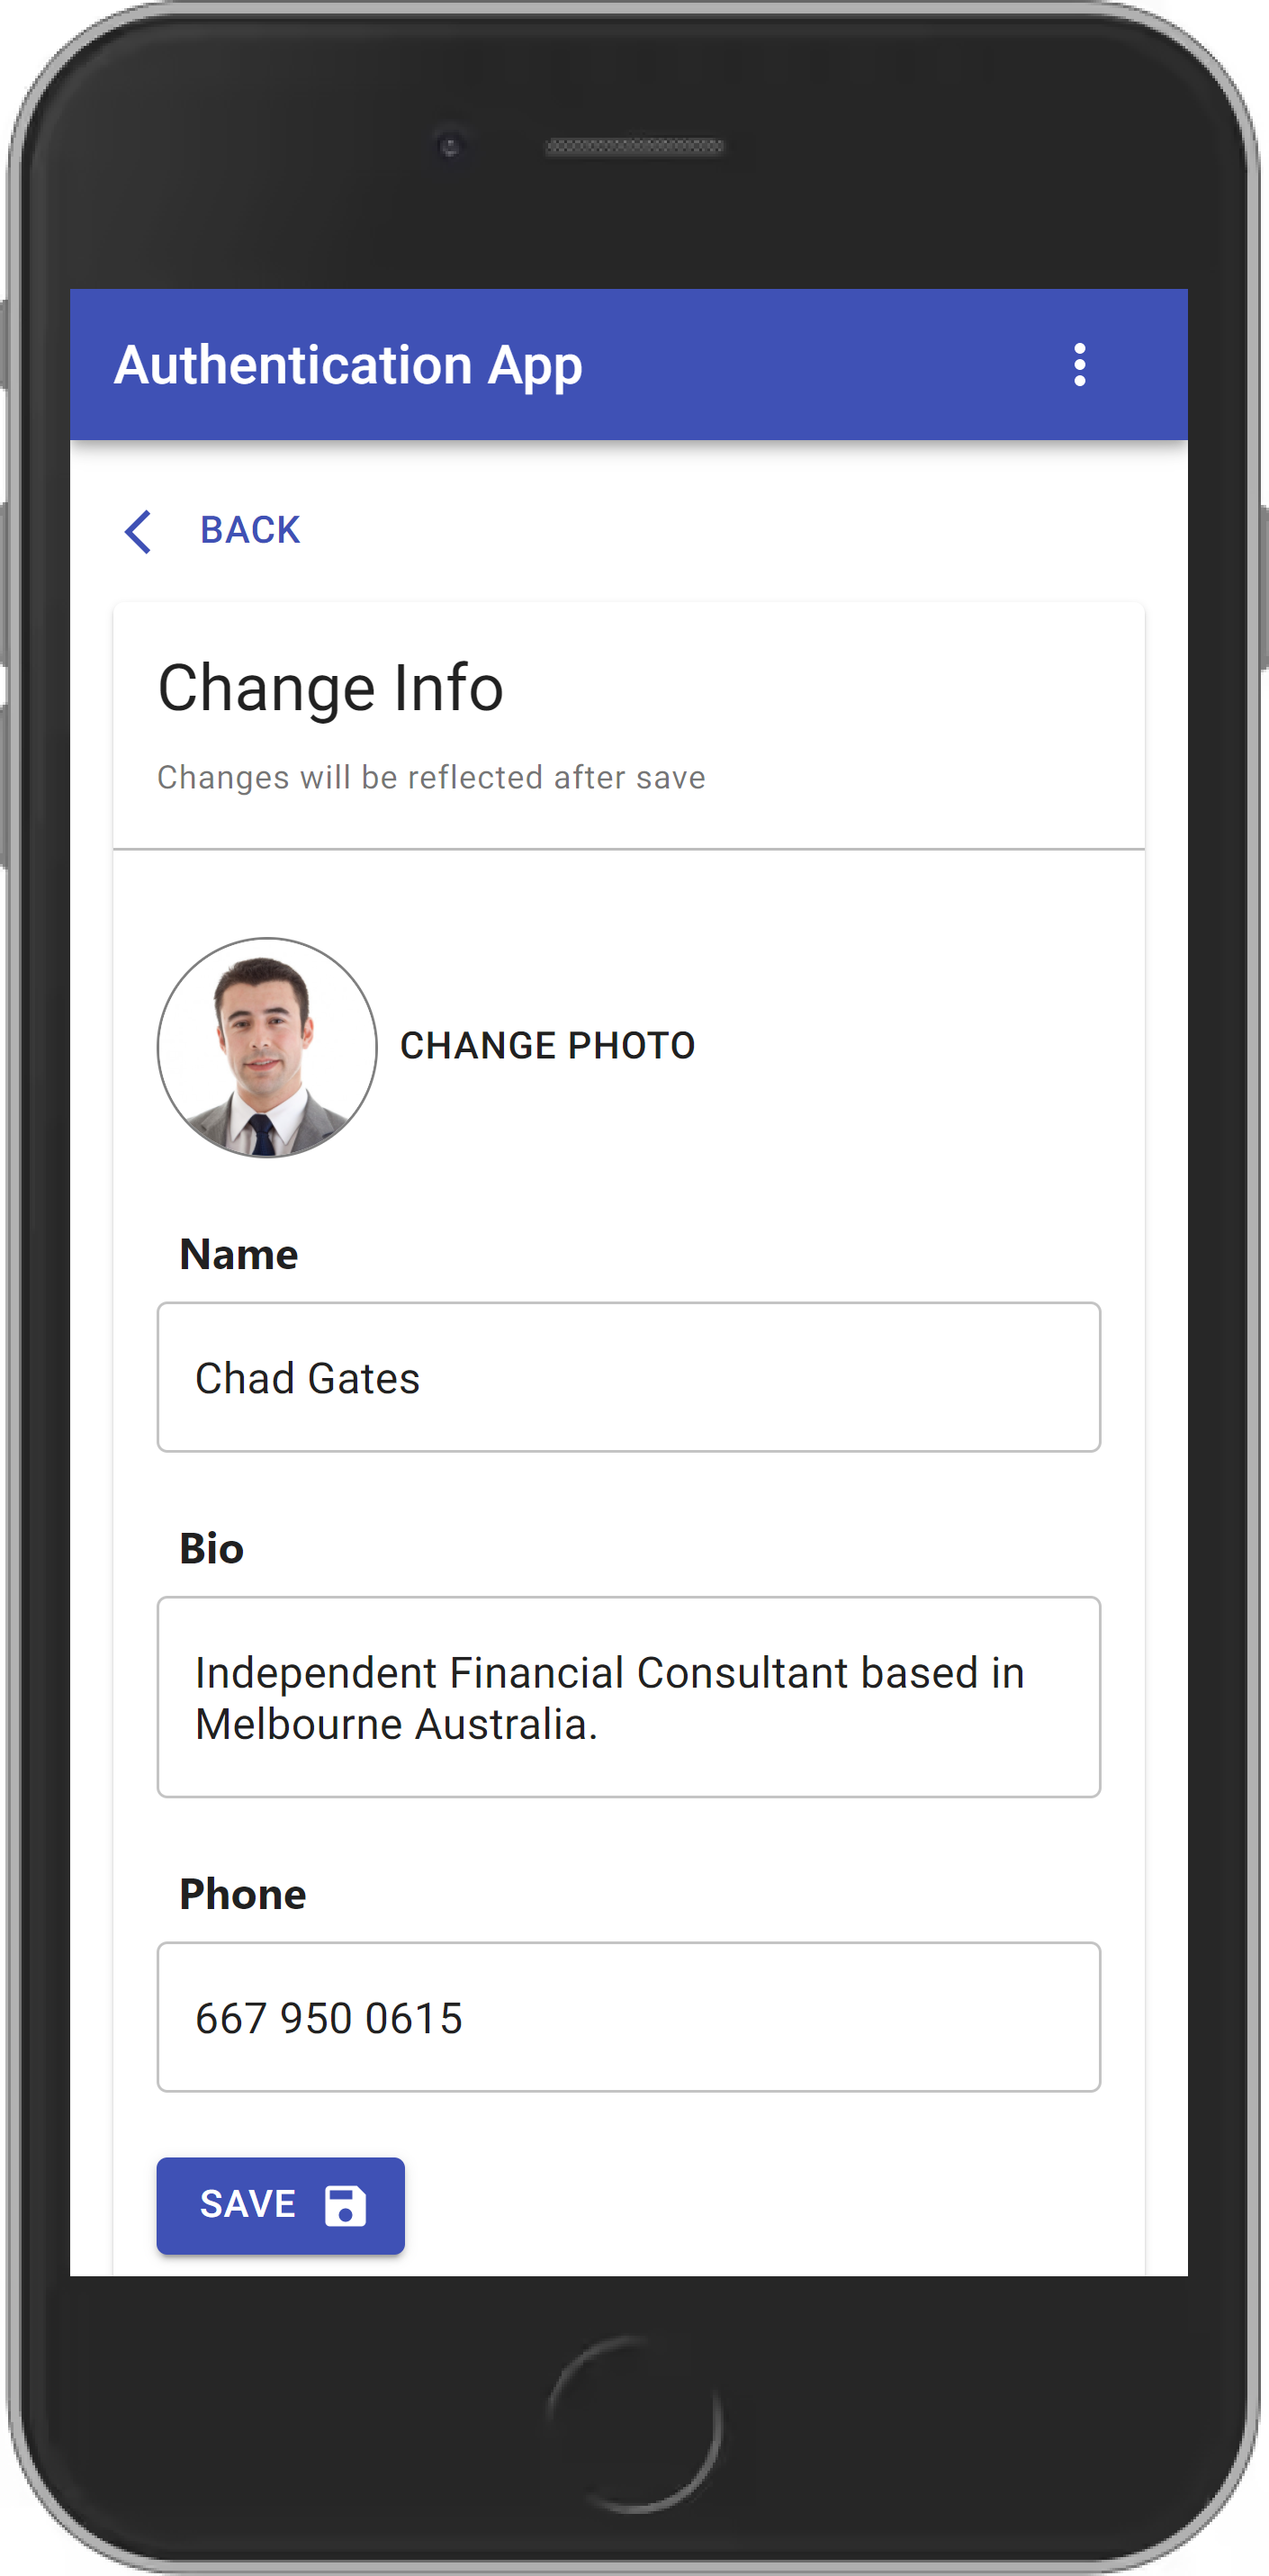 Authentication App
BACK
Change Info
Changes will be reflected after save
CHANGE PHOTO
Name
Chad Gates
Bio
Independent Financial Consultant based in
Melbourne Australia.
Phone
667 950 0615
SAVE